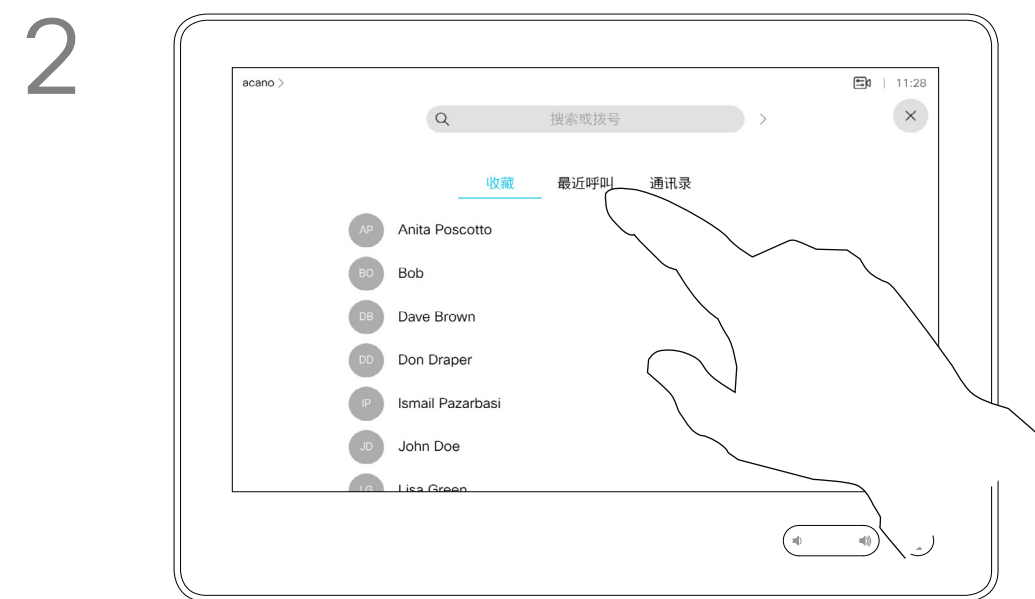 2
acano >
11:28
搜索或拨号
收藏 最近呼叫 通讯录
AP Anita Poscotto
BO Bob
DB Dave Brown
DD Don Draper
IP Ismail Pazarbasi
JD John Doe
LG Lisa Green